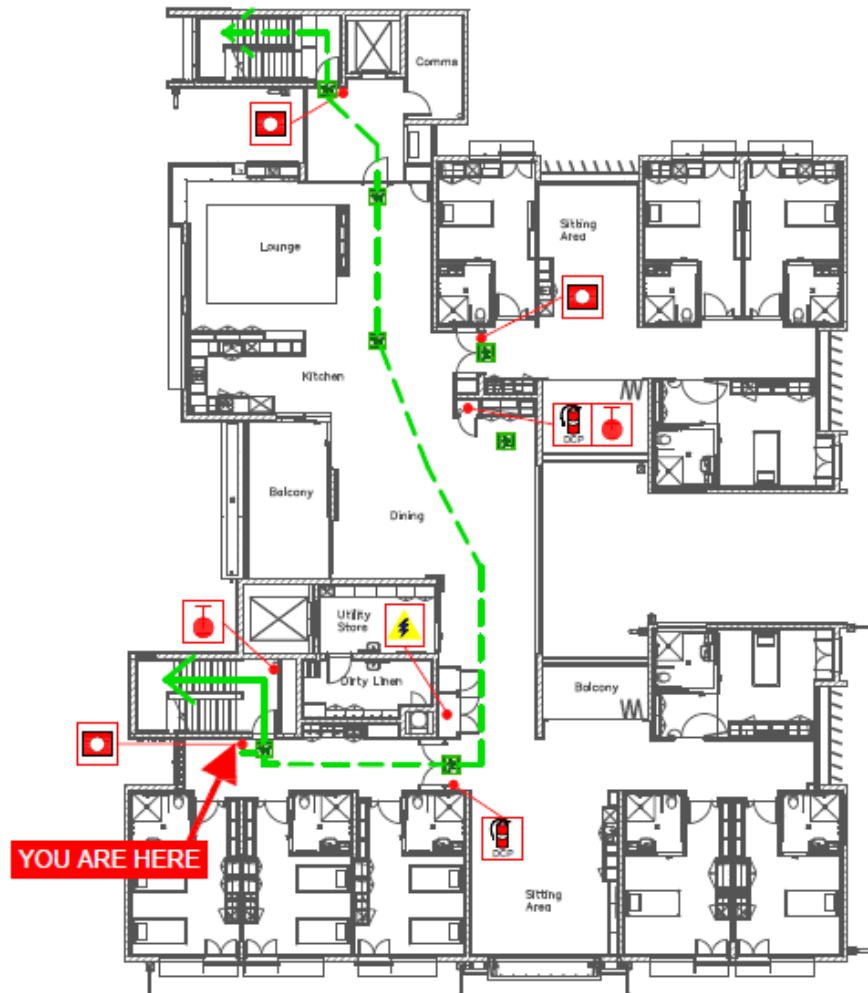 Comms
Sitting
Area
Lounge
Kitchen
DCP
Balcony
Dining
Utility
Store
Dirty Linen
Balcony
YOU ARE HERE
DCP
Sitting
Area